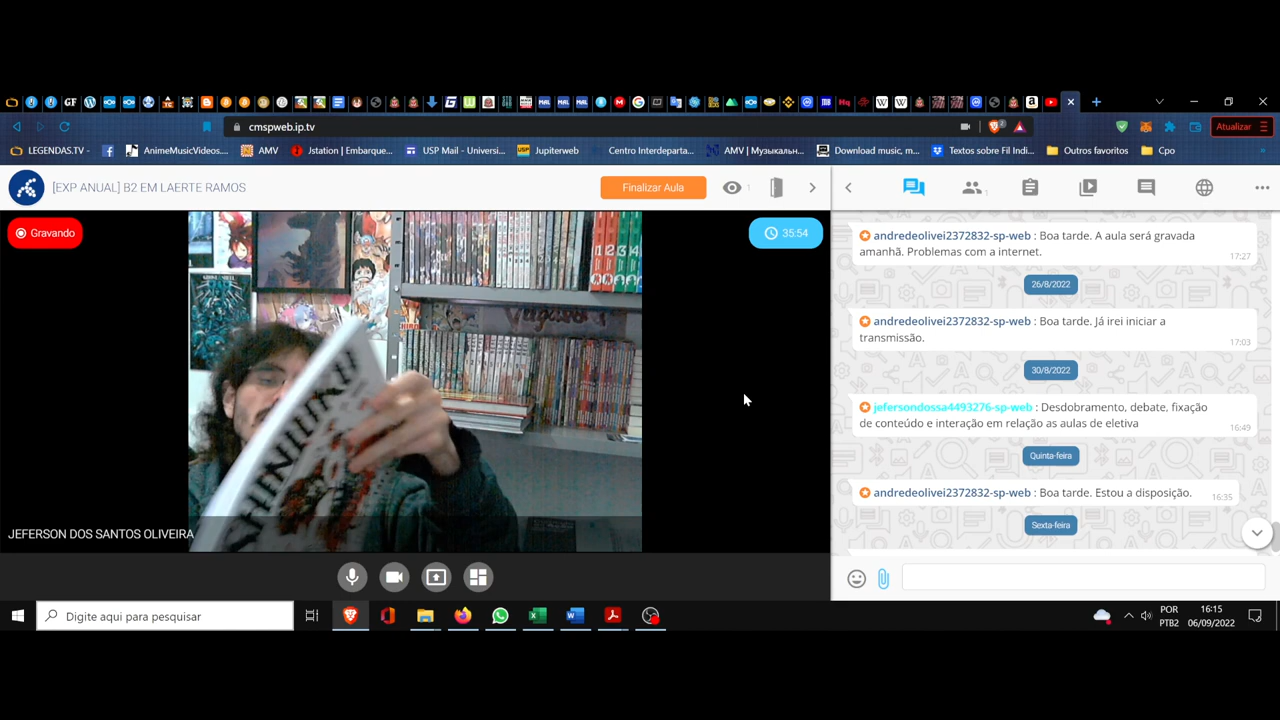 cmspweb.ip.tv
Atualizar
LEGENDAS.TV -
AnimeMusicVideos...
AMV
Jstation | Embarque...
USP Mail - Universi...
Jupiterweb
Centro Interdeparta...
AMV | Музыкальн...
Download music, m...
Textos sobre Fil Indi...
Outros favoritos
Cpo
[EXP ANUAL] B2 EM LAERTE RAMOS
Finalizar Aula
1
1
Gravando
35:54
JEFERSON DOS SANTOS OLIVEIRA
andredeolivei2372832-sp-web : Boa tarde. A aula será gravada
amanhã. Problemas com a internet.
17:27
26/8/2022
andredeolivei2372832-sp-web : Boa tarde. Já irei iniciar a
transmissão.
17:03
30/8/2022
jefersondossa4493276-sp-web : Desdobramento, debate, fixação
de conteúdo e interação em relação as aulas de eletiva
16:49
Quinta-feira
andredeolivei2372832-sp-web : Boa tarde. Estou a disposição.
16:35
Sexta-feira
Digite aqui para pesquisar
POR
PTB2
16:15
06/09/2022